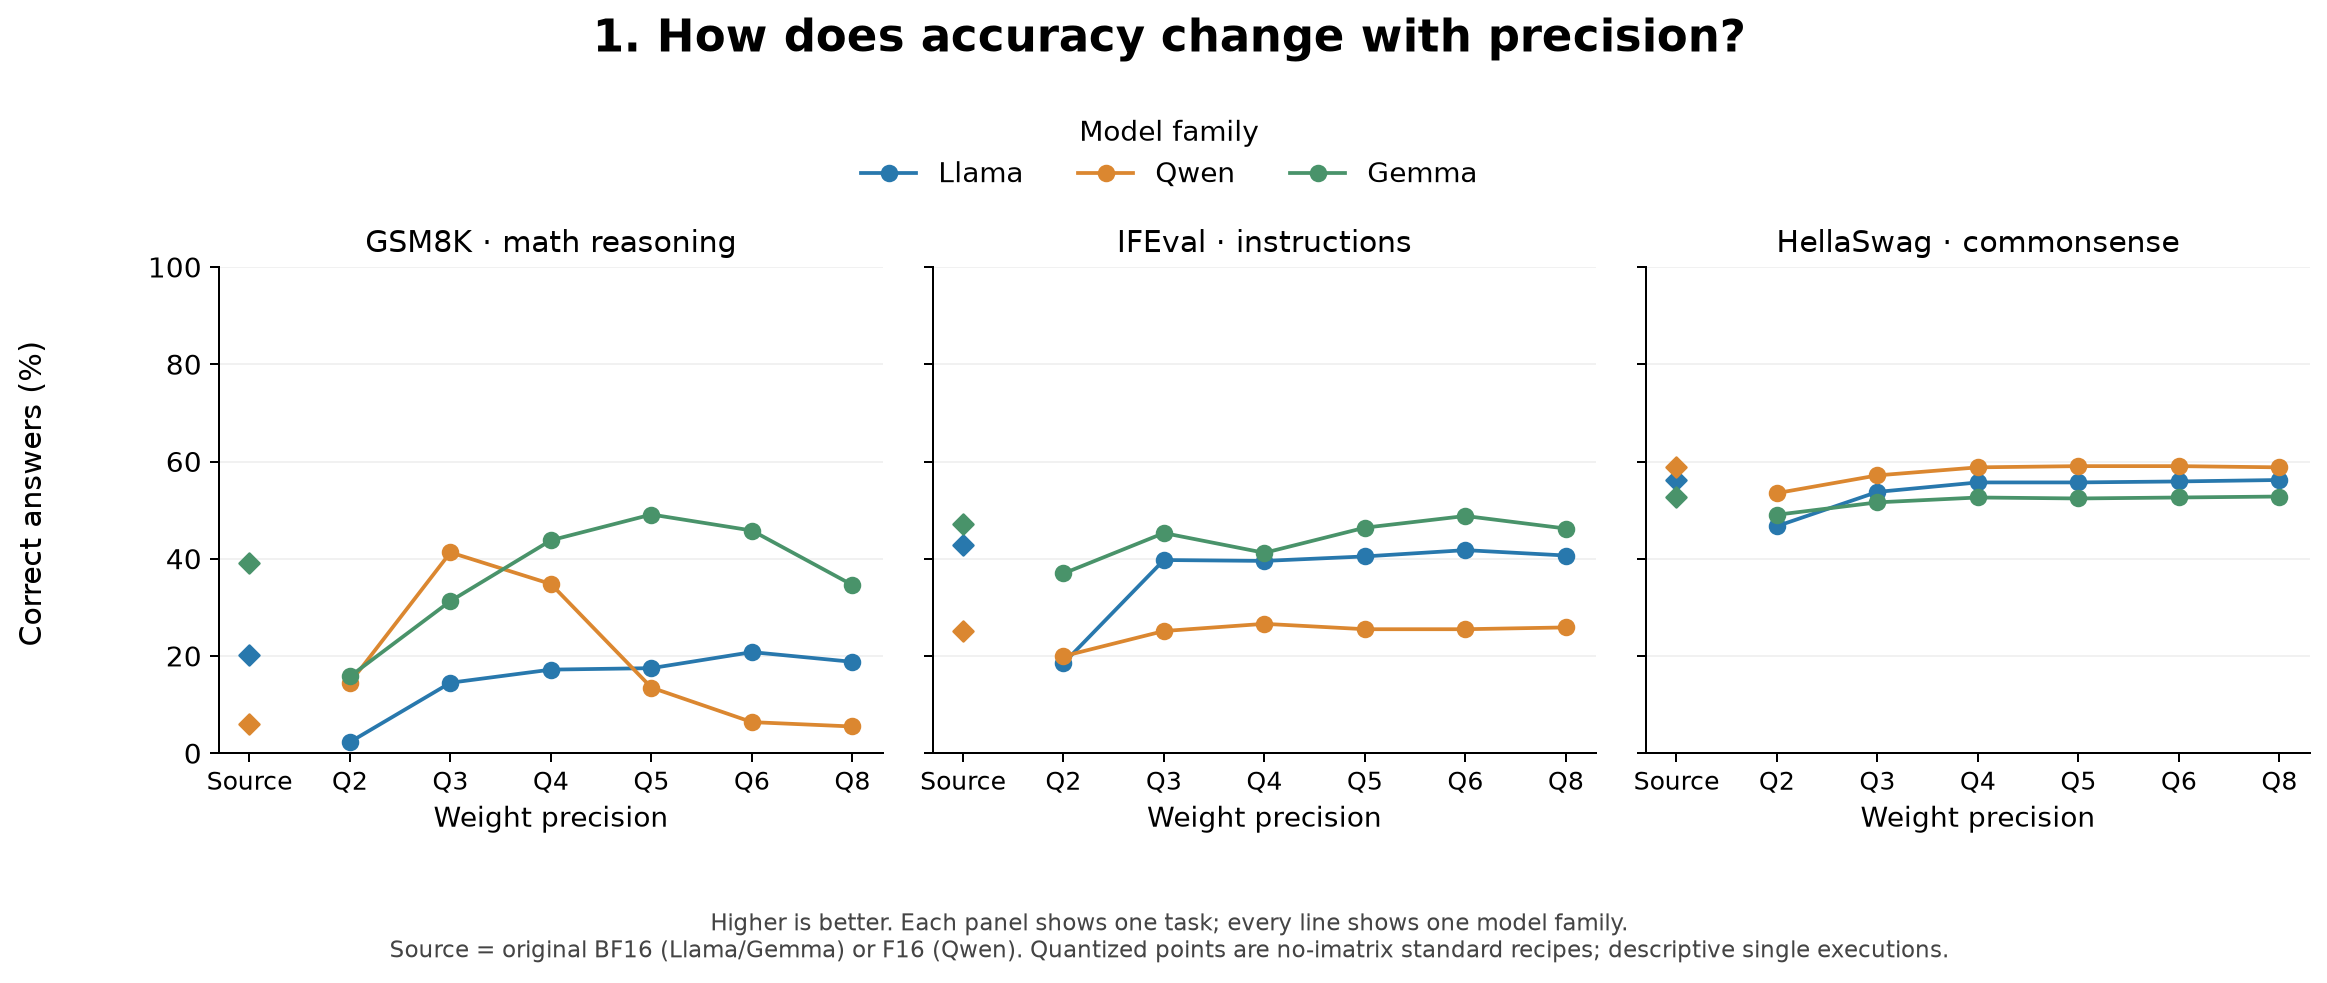 1. How does accuracy change with precision?
Model family
Llama
Qwen
Gemma
GSM8K · math reasoning
IFEval · instructions
HellaSwag · commonsense
Correct answers (%)
100
80
60
40
20
0
Source Q2 Q3 Q4 Q5 Q6 Q8
Source Q2 Q3 Q4 Q5 Q6 Q8
Source Q2 Q3 Q4 Q5 Q6 Q8
Weight precision
Weight precision
Weight precision
Higher is better. Each panel shows one task; every line shows one model family.
Source = original BF16 (Llama/Gemma) or F16 (Qwen). Quantized points are no-imatrix standard recipes; descriptive single executions.